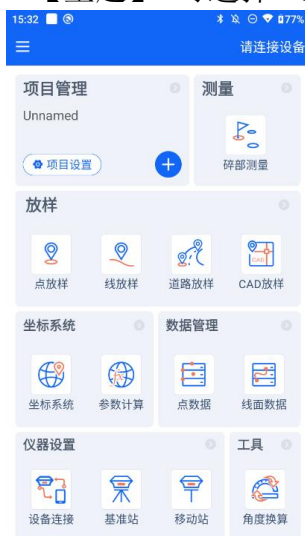 15:32 77%
请连接设备
项目管理 测量
Unnamed
项目设置 碎部测量
放样
点放样 线放样 道路放样 CAD放样
坐标系统 数据管理
坐标系统 参数计算 点数据 线面数据
仪器设置 工具
设备连接 基准站 移动站 角度换算